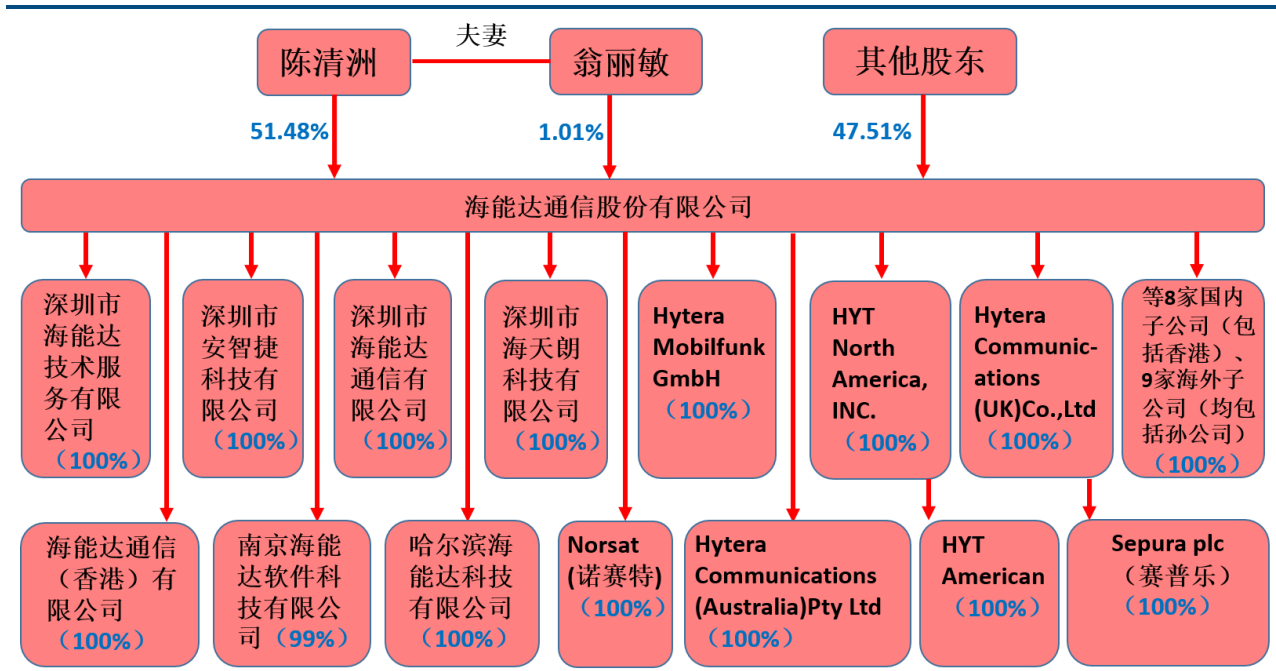 夫妻
陈清洲
翁丽敏
其他股东
51.48%
1.01%
47.51%
海能达通信股份有限公司
深圳市
海能达
技术服
务有限
公司
（100%）
深圳市
安智捷
科技有
限公司
（100%）
深圳市
海能达
通信有
限公司
（100%）
深圳市
海天朗
科技有
限公司
（100%）
Hytera
Mobilfunk
GmbH
（100%）
HYT
North
America,
INC.
（100%）
Hytera
Communic-
ations
(UK)Co.,Ltd
（100%）
等8家国内
子公司（包
括香港）、
9家海外子
公司（均包
括孙公司）
（100%）
海能达通信
（香港）有
限公司
（100%）
南京海能
达软件科
技有限公
司（99%）
哈尔滨海
能达科技
有限公司
（100%）
Norsat
(诺赛特)
（100%）
Hytera
Communications
(Australia)Pty Ltd
（100%）
HYT
American
（100%）
Sepura plc
（赛普乐）
（100%）